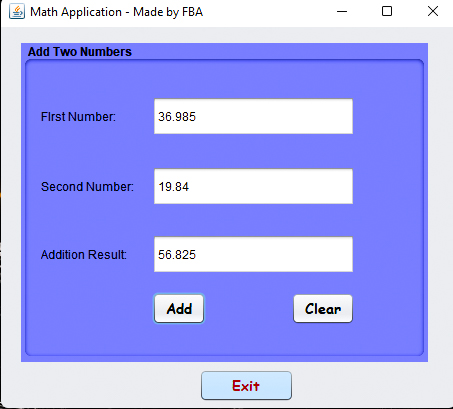 Math Application - Made by FBA
Add Two Numbers
FIrst Number:
36.985
Second Number:
19.84
Addition Result:
56.825
Add
Clear
Exit